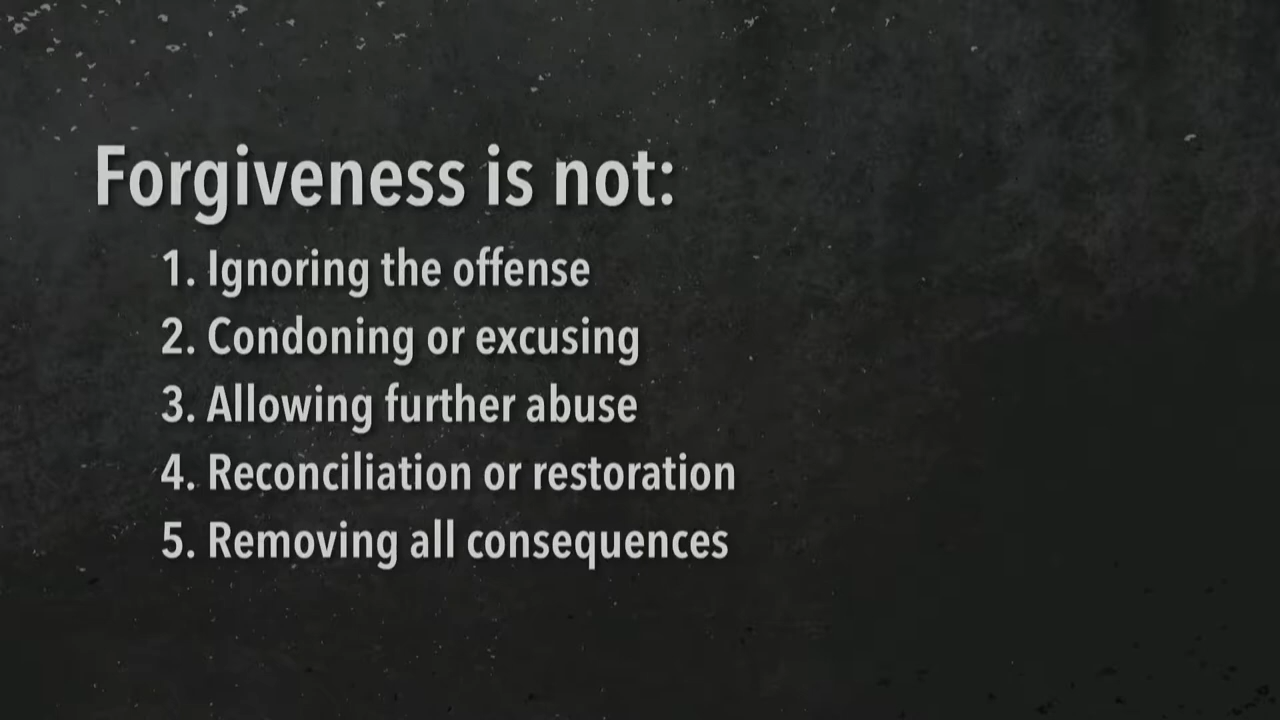 Forgiveness is not:
1. Ignoring the offense
2. Condoning or excusing
3. Allowing further abuse
4. Reconciliation or restoration
5. Removing all consequences